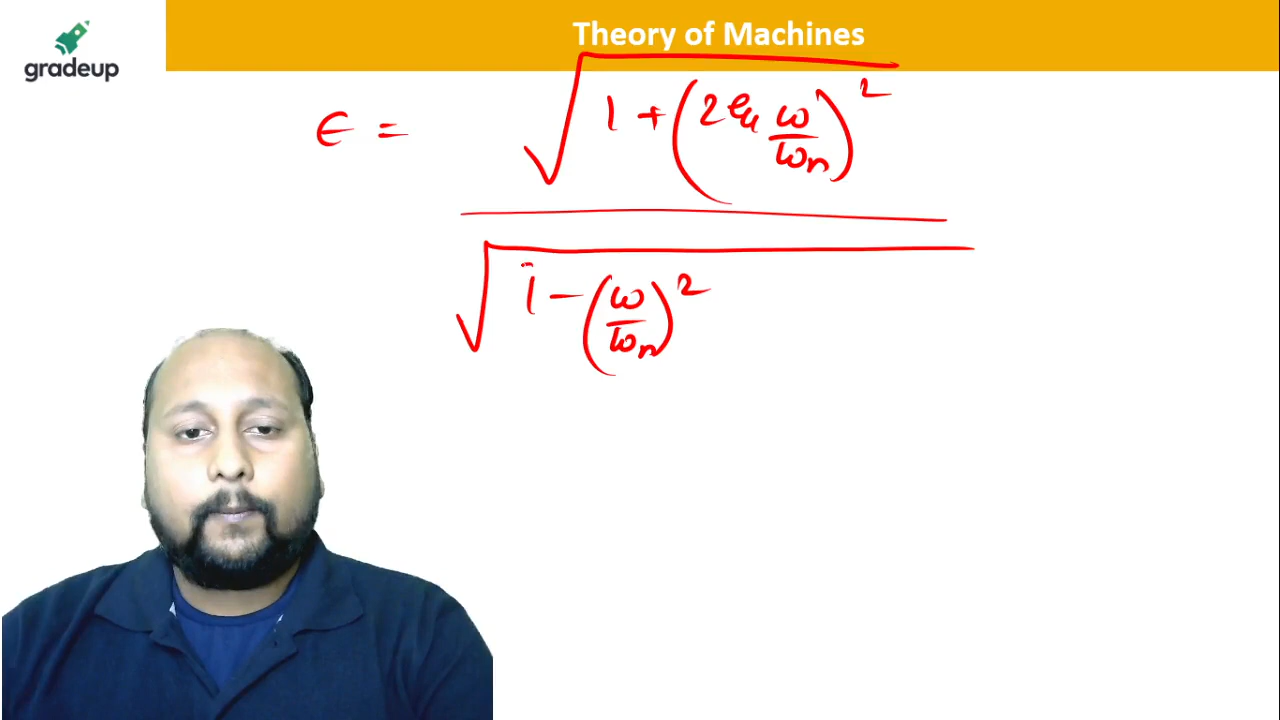 Theory of Machines
gradeup
ϵ = √(1 + (2ξ ω/ωn)²)
√(1 - (ω/ωn)²